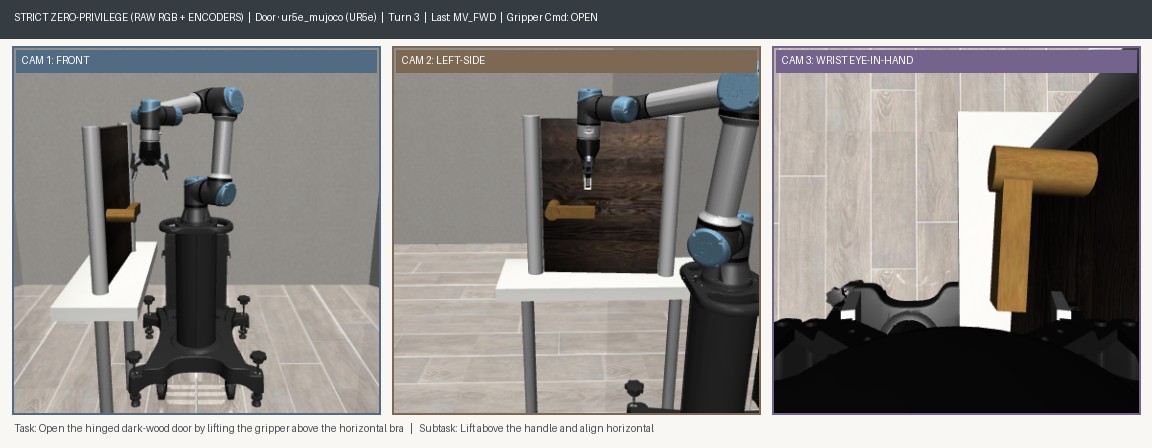 STRICT ZERO-PRIVILEGE (RAW RGB + ENCODERS) | Door · ur5e_mujoco (UR5e) | Turn 3 | Last: MV_FWD | Gripper Cmd: OPEN
CAM 1: FRONT
CAM 2: LEFT-SIDE
CAM 3: WRIST EYE-IN-HAND
Task: Open the hinged dark-wood door by lifting the gripper above the horizontal bra | Subtask: Lift above the handle and align horizontal